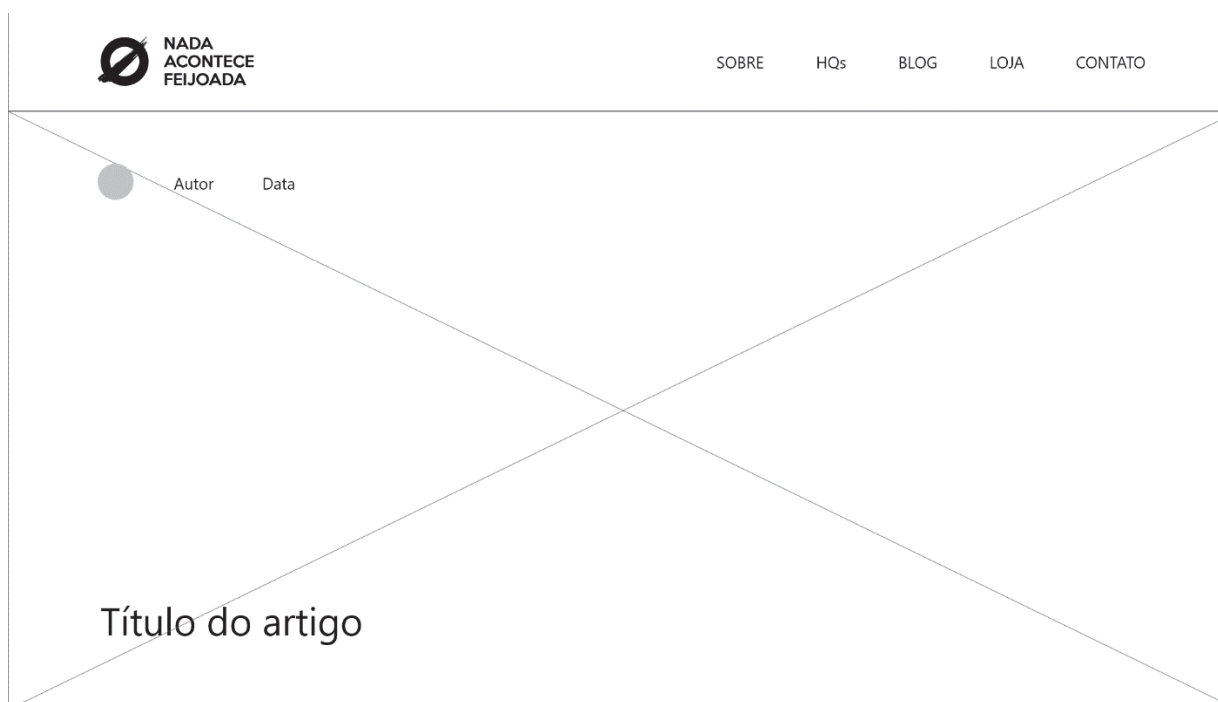 NADA
ACONTECE
FEIJOADA
SOBRE HQs BLOG LOJA CONTATO
Autor Data
Título do artigo